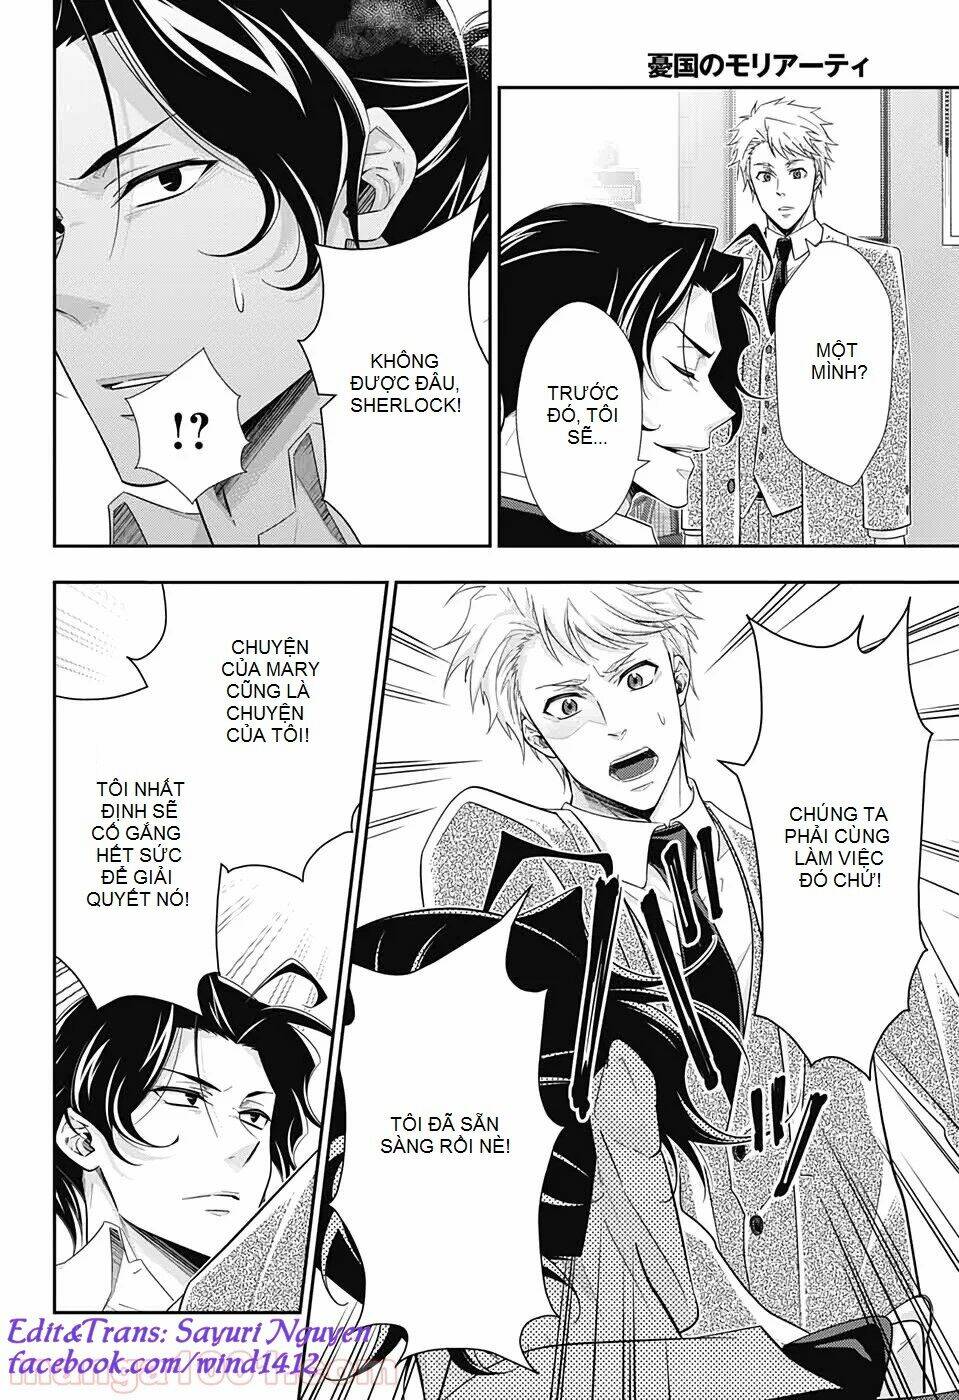 憂国のモリアーティ
MỘT
MÌNH?
TRƯỚC
ĐÓ, TÔI
SẼ...
KHÔNG
ĐƯỢC ĐÂU,
SHERLOCK!
!?
CHÚNG TA
PHẢI CÙNG
LÀM VIỆC
ĐÓ CHỨ!
TÔI ĐÃ SẴN
SÀNG RỒI NÈ!
CHUYỆN
CỦA MARY
CŨNG LÀ
CHUYỆN
CỦA TÔI!
TÔI NHẤT
ĐỊNH SẼ
CỐ GẮNG
HẾT SỨC
ĐỂ GIẢI
QUYẾT NÓ!
Edit&Trans: Sayuri Nguyen
facebook.com/wind1412
manga1001.com